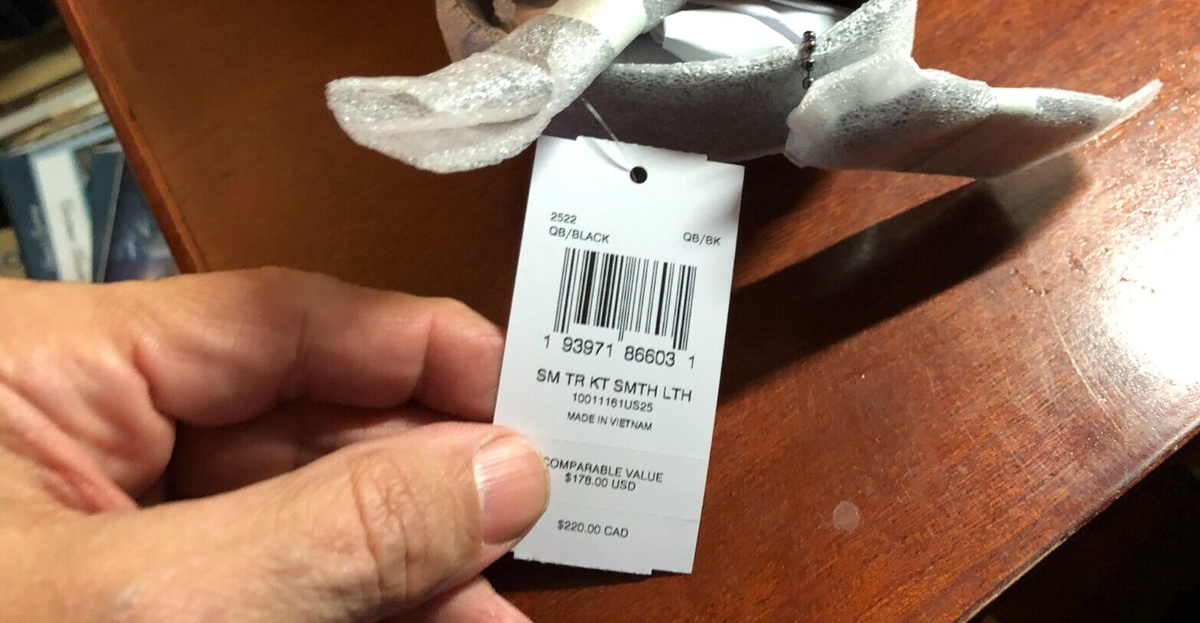 2522
QB/BLACK QB/BK
1 93971 86603 1
SM TR KT SMTH LTH
10011161US25
MADE IN VIETNAM
COMPARABLE VALUE
$178.00 USD
$220.00 CAD